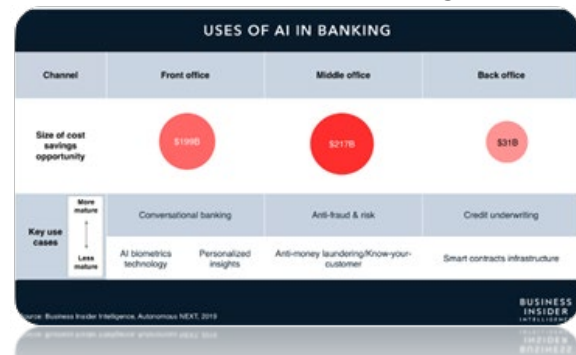 USES OF AI IN BANKING
Channel Front office Middle office Back office
Size of cost
savings
opportunity
$199B $217B $31B
Key use
cases
More
mature
Less
mature
Conversational banking Anti-fraud & risk Credit underwriting
AI biometrics
technology
Personalized
insights
Anti-money laundering/Know-your-
customer
Smart contracts infrastructure
Source: Business Insider Intelligence, Autonomous NEXT, 2019
BUSINESS
INSIDER
INTELLIGENCE